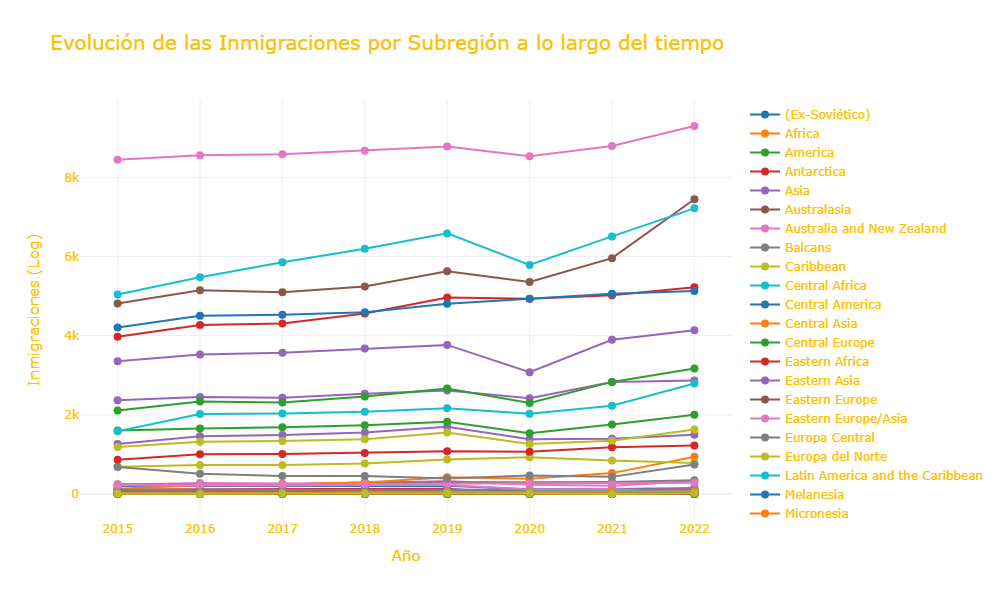 Evolución de las Inmigraciones por Subregión a lo largo del tiempo
Inmigraciones (Log)
8k
6k
4k
2k
0
2015 2016 2017 2018 2019 2020 2021 2022
Año
(Ex-Soviético)
Africa
America
Antarctica
Asia
Australasia
Australia and New Zealand
Balcans
Caribbean
Central Africa
Central America
Central Asia
Central Europe
Eastern Africa
Eastern Asia
Eastern Europe
Eastern Europe/Asia
Europa Central
Europa del Norte
Latin America and the Caribbean
Melanesia
Micronesia